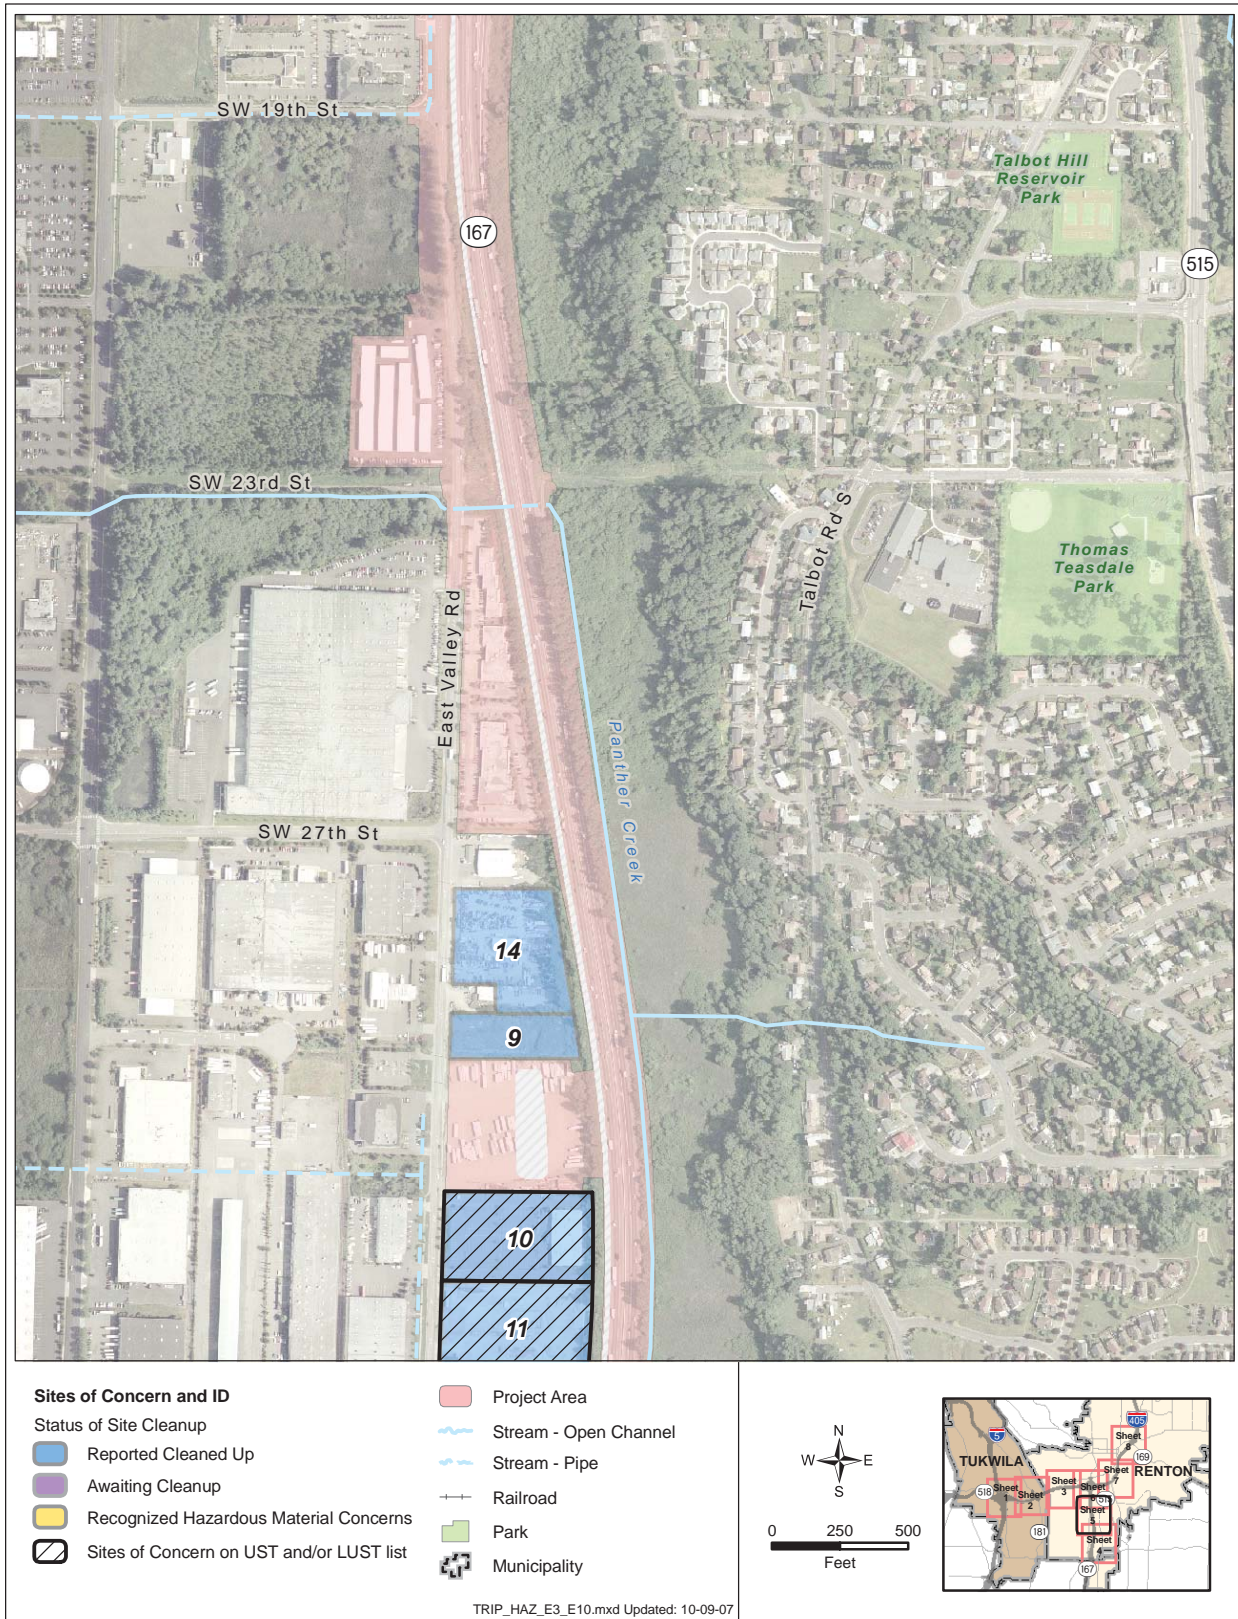 SW 19th St
167
Talbot Hill
Reservoir
Park
515
SW 23rd St
Talbot Rd S
Thomas
Teasdale
Park
East Valley Rd
Panther Creek
SW 27th St
14
9
10
11
Sites of Concern and ID
Status of Site Cleanup
Reported Cleaned Up
Awaiting Cleanup
Recognized Hazardous Material Concerns
Sites of Concern on UST and/or LUST list
Project Area
Stream - Open Channel
Stream - Pipe
Railroad
Park
Municipality
TRIP_HAZ_E3_E10.mxd Updated: 10-09-07
N
W
E
S
0
250
500
Feet
405
5
Sheet
8
TUKWILA
169
RENTON
Sheet
7
518
Sheet
1
Sheet
2
Sheet
3
Sheet
6
515
Sheet
5
181
Sheet
4
167